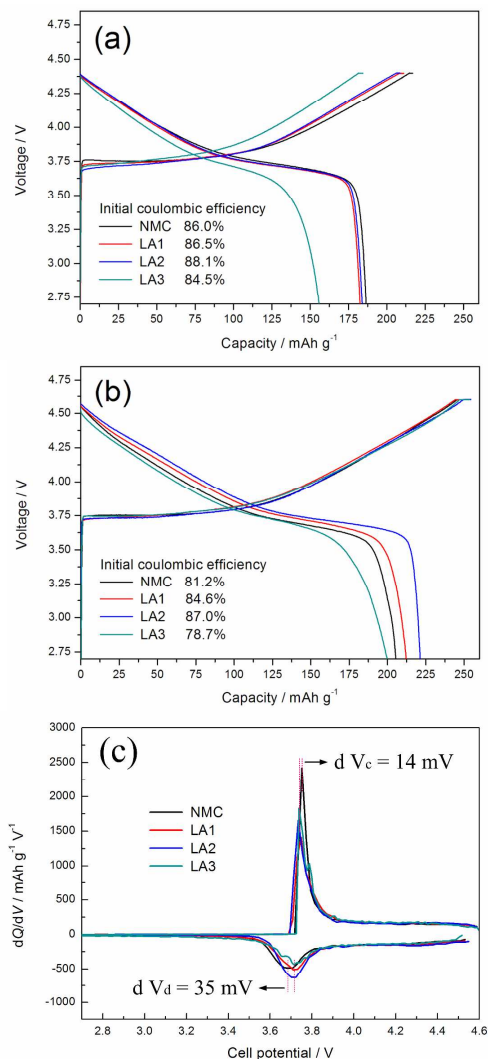 (a)
Voltage / V
4.75
4.50
4.25
4.00
3.75
3.50
3.25
3.00
2.75
Initial coulombic efficiency
NMC 86.0%
LA1 86.5%
LA2 88.1%
LA3 84.5%
0 25 50 75 100 125 150 175 200 225 250
Capacity / mAh g-1
(b)
Voltage / V
4.75
4.50
4.25
4.00
3.75
3.50
3.25
3.00
2.75
Initial coulombic efficiency
NMC 81.2%
LA1 84.6%
LA2 87.0%
LA3 78.7%
0 25 50 75 100 125 150 175 200 225 250
Capacity / mAh g-1
(c)
dQ/dV / mAh g-1 V-1
3000
2500
2000
1500
1000
500
0
-500
-1000
d Vc = 14 mV
NMC
LA1
LA2
LA3
d Vd = 35 mV
2.8 3.0 3.2 3.4 3.6 3.8 4.0 4.2 4.4 4.6
Cell potential / V